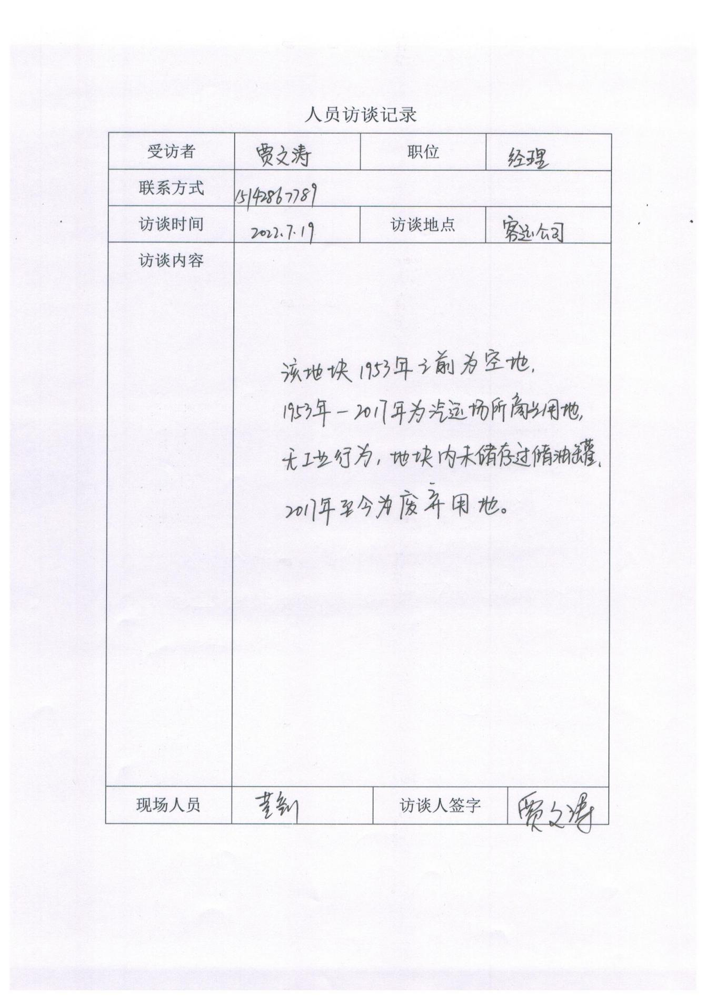 人员访谈记录
受访者 贾文涛 职位 经理
联系方式 15142867789
访谈时间 2022.7.19 访谈地点 客运公司
访谈内容
该地块1953年之前为空地,
1953年-2017年为汽运场所商业用地,
无工业行为,地块内未储存过储油罐,
2017年至今为废弃用地。
现场人员 访谈人签字 贾文涛